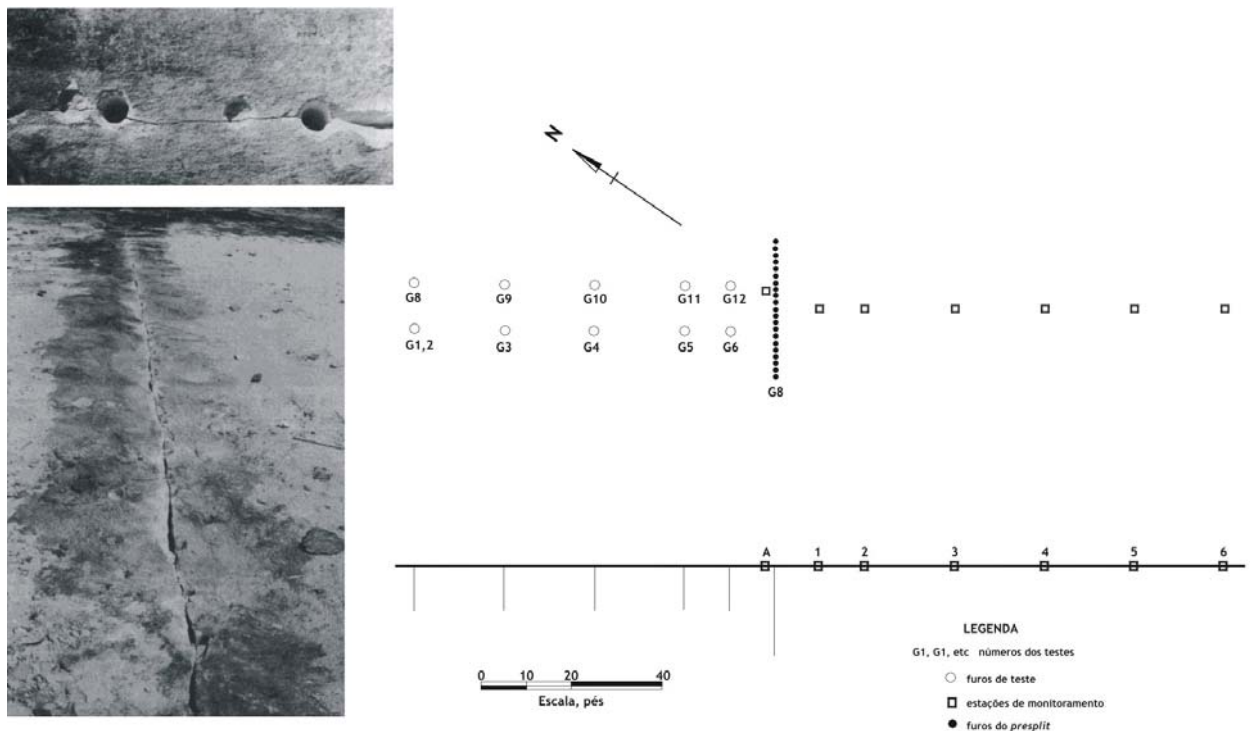 N
G8 G9 G10 G11 G12
G1,2 G3 G4 G5 G6
G8
A 1 2 3 4 5 6
0 10 20 40
Escala, pés
LEGENDA
G1, G1, etc números dos testes
furos de teste
estações de monitoramento
furos do presplit